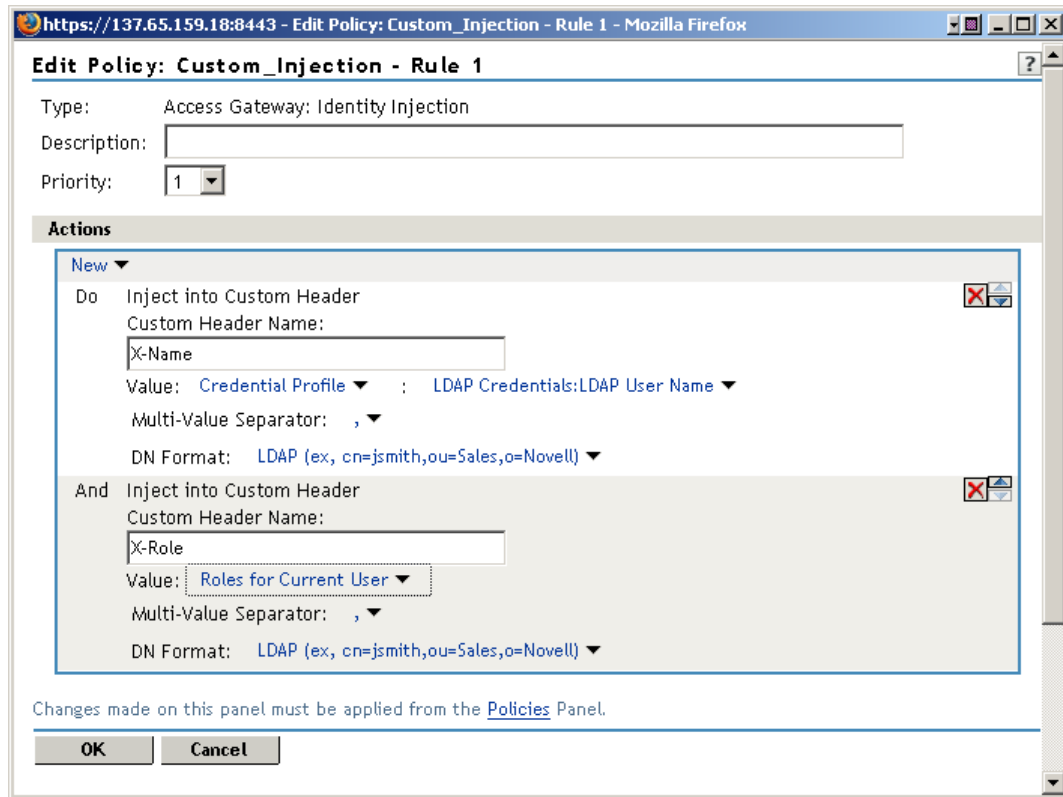 https://137.65.159.18:8443 - Edit Policy: Custom_Injection - Rule 1 - Mozilla Firefox
Edit Policy: Custom_Injection - Rule 1
?
Type: Access Gateway: Identity Injection
Description:
Priority: 1
Actions
New
Do Inject into Custom Header
Custom Header Name:
X-Name
Value: Credential Profile : LDAP Credentials:LDAP User Name
Multi-Value Separator: ,
DN Format: LDAP (ex, cn=jsmith,ou=Sales,o=Novell)
And Inject into Custom Header
Custom Header Name:
X-Role
Value: Roles for Current User
Multi-Value Separator: ,
DN Format: LDAP (ex, cn=jsmith,ou=Sales,o=Novell)
Changes made on this panel must be applied from the Policies Panel.
OK Cancel